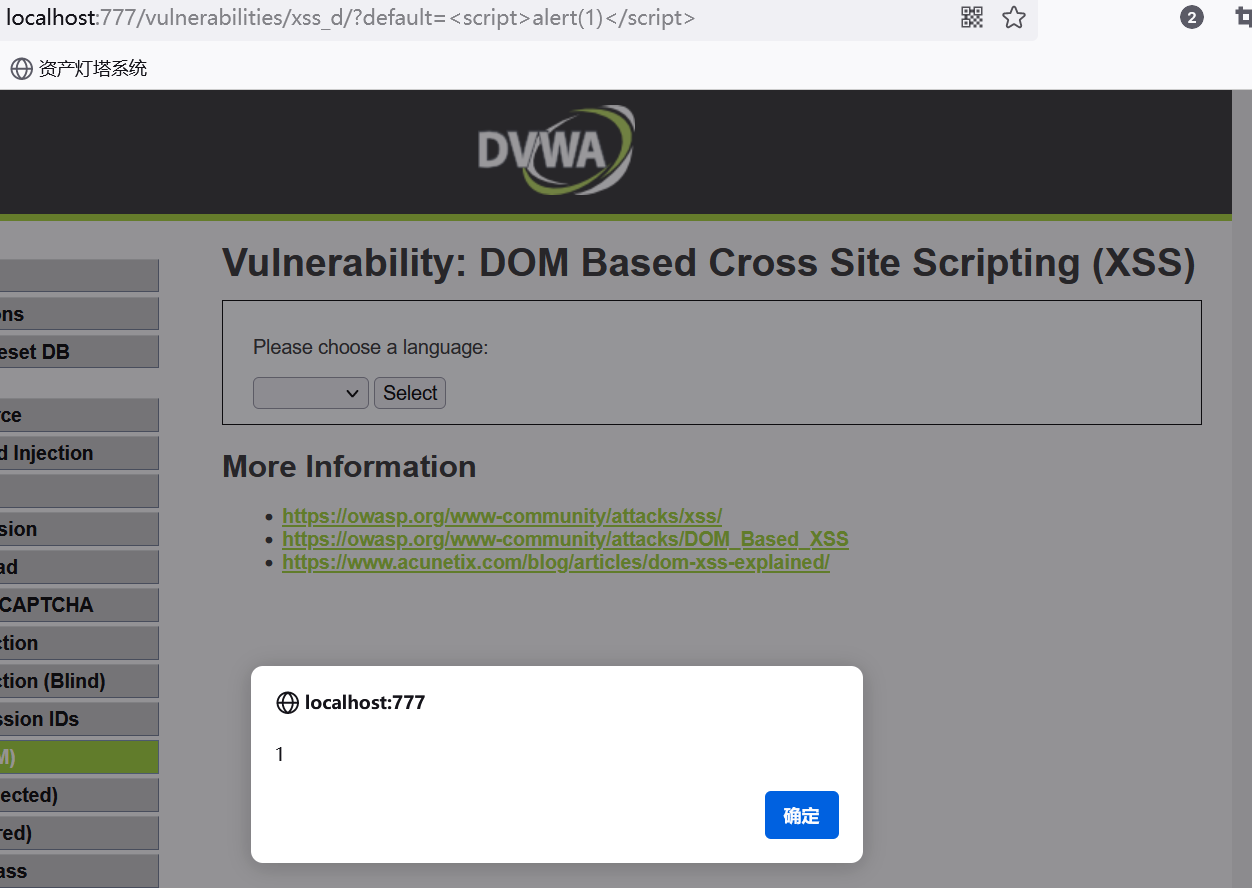 localhost:777/vulnerabilities/xss_d/?default=<script>alert(1)</script>
2
资产灯塔系统
DVWA
Vulnerability: DOM Based Cross Site Scripting (XSS)
ons
eset DB
Please choose a language:
Select
ce
d Injection
More Information
https://owasp.org/www-community/attacks/xss/
sion
https://owasp.org/www-community/attacks/DOM_Based_XSS
https://www.acunetix.com/blog/articles/dom-xss-explained/
ad
CAPTCHA
ction
ction (Blind)
ssion IDs
M)
ected)
red)
ass
localhost:777
1
确定